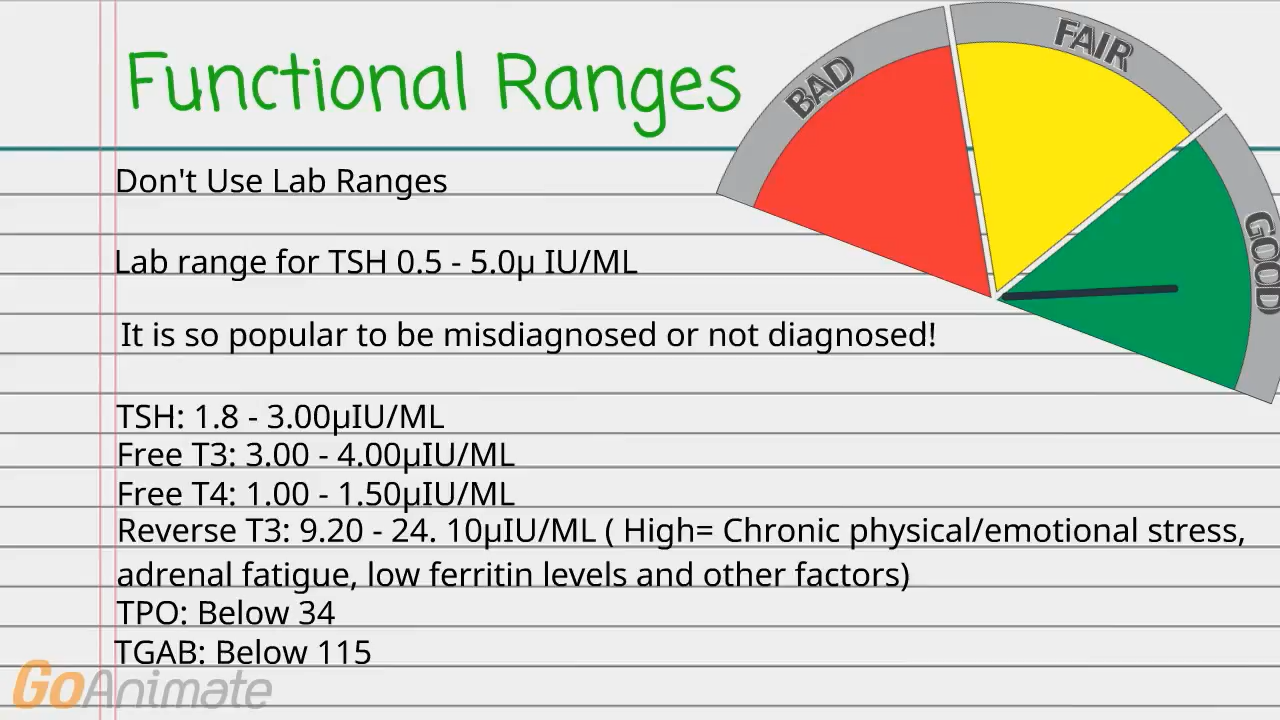 Functional Ranges
BAD
FAIR
GOOD
Don't Use Lab Ranges
Lab range for TSH 0.5 - 5.0µ IU/ML
It is so popular to be misdiagnosed or not diagnosed!
TSH: 1.8 - 3.00µIU/ML
Free T3: 3.00 - 4.00µIU/ML
Free T4: 1.00 - 1.50µIU/ML
Reverse T3: 9.20 - 24. 10µIU/ML ( High= Chronic physical/emotional stress,
adrenal fatigue, low ferritin levels and other factors)
TPO: Below 34
TGAB: Below 115
GoAnimate